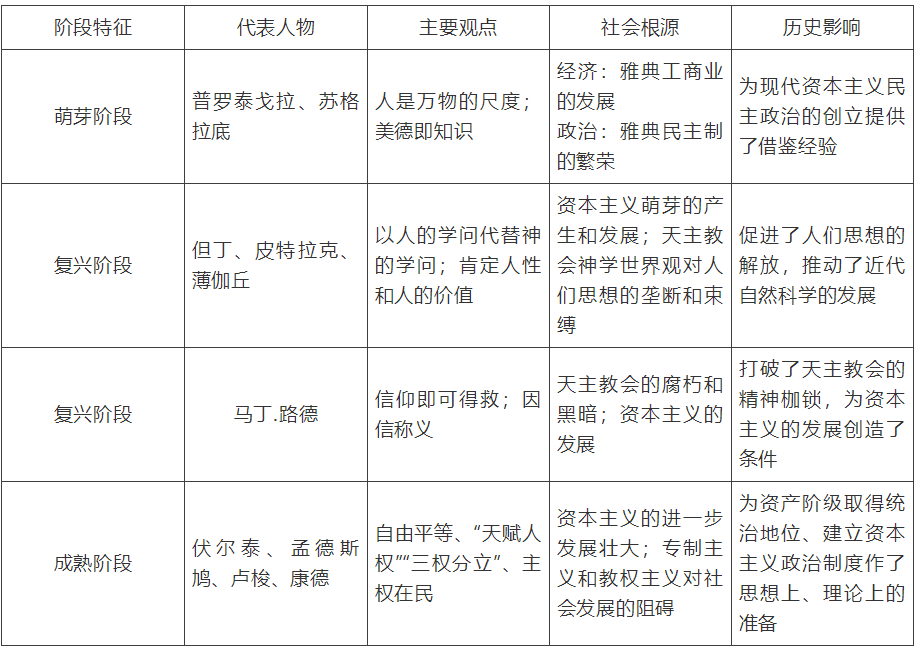 阶段特征 代表人物 主要观点 社会根源 历史影响
萌芽阶段
普罗泰戈拉、苏格
拉底
人是万物的尺度；
美德即知识
经济：雅典工商业
的发展
政治：雅典民主制
的繁荣
为现代资本主义民
主政治的创立提供
了借鉴经验
复兴阶段
但丁、皮特拉克、
薄伽丘
以人的学问代替神
的学问；肯定人性
和人的价值
资本主义萌芽的产
生和发展；天主教
会神学世界观对人
们思想的垄断和束
缚
促进了人们思想的
解放，推动了近代
自然科学的发展
复兴阶段
马丁.路德
信仰即可得救；因
信称义
天主教会的腐朽和
黑暗；资本主义的
发展
打破了天主教会的
精神枷锁，为资本
主义的发展创造了
条件
成熟阶段
伏尔泰、孟德斯
鸠、卢梭、康德
自由平等、“天赋人
权”“三权分立”、主
权在民
资本主义的进一步
发展壮大；专制主
义和教权主义对社
会发展的阻碍
为资产阶级取得统
治地位、建立资本
主义政治制度作了
思想上、理论上的
准备